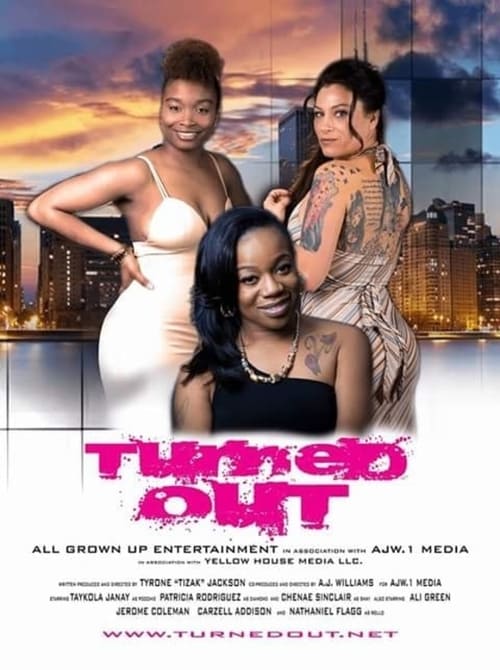 TURNED
OUT
ALL GROWN UP ENTERTAINMENT IN ASSOCIATION WITH AJW.1 MEDIA
IN ASSOCIATION WITH YELLOW HOUSE MEDIA LLC.
WRITTEN PRODUCED AND DIRECTED BY TYRONE "TIZAK" JACKSON CO-PRODUCED AND DIRECTED BY A.J. WILLIAMS FOR AJW.1 MEDIA
STARRING TAYKOLA JANAY AS POOCHIE PATRICIA RODRIGUEZ AS DIAMOND AND CHENAE SINCLAIR AS SHAY ALSO STARRING ALI GREEN
JEROME COLEMAN CARZELL ADDISON AND NATHANIEL FLAGG AS ROLLO
WWW.TURNEDOUT.NET